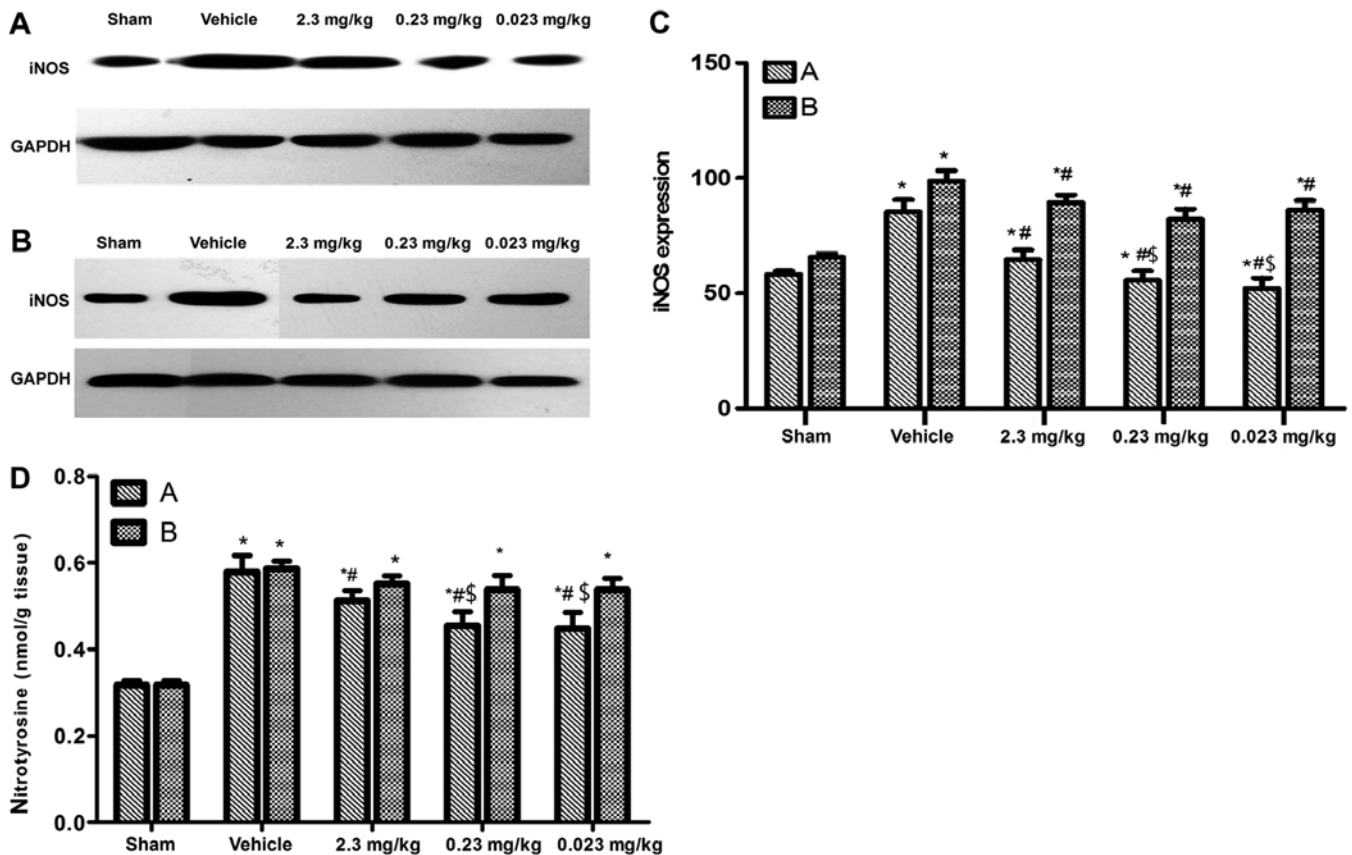 A
Sham Vehicle 2.3 mg/kg 0.23 mg/kg 0.023 mg/kg
iNOS
GAPDH
B
Sham Vehicle 2.3 mg/kg 0.23 mg/kg 0.023 mg/kg
iNOS
GAPDH
C
iNOS expression
150
100
50
0
A
B
* * *# *# * #$ *# *#$ *#
Sham Vehicle 2.3 mg/kg 0.23 mg/kg 0.023 mg/kg
D
Nitrotyrosine (nmol/g tissue)
0.8
0.6
0.4
0.2
0.0
A
B
* * *# * *#$ * *# $ *
Sham Vehicle 2.3 mg/kg 0.23 mg/kg 0.023 mg/kg